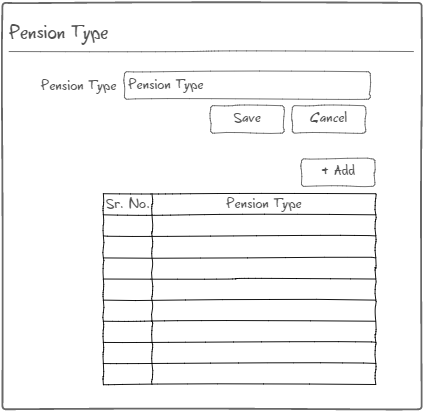 Pension Type
Pension Type Pension Type
Save Cancel
+ Add
Sr. No. Pension Type